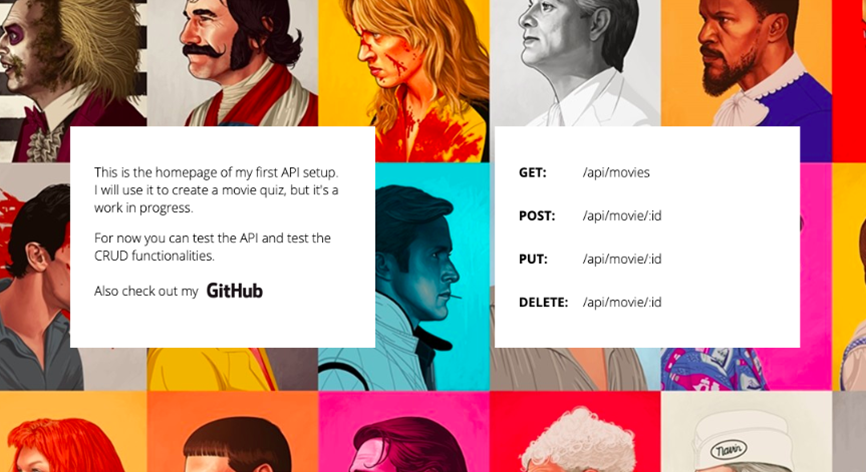 This is the homepage of my first API setup.
I will use it to create a movie quiz, but it's a
work in progress.
For now you can test the API and test the
CRUD functionalities.
Also check out my GitHub
GET: /api/movies
POST: /api/movie/:id
PUT: /api/movie/:id
DELETE: /api/movie/:id
Navin